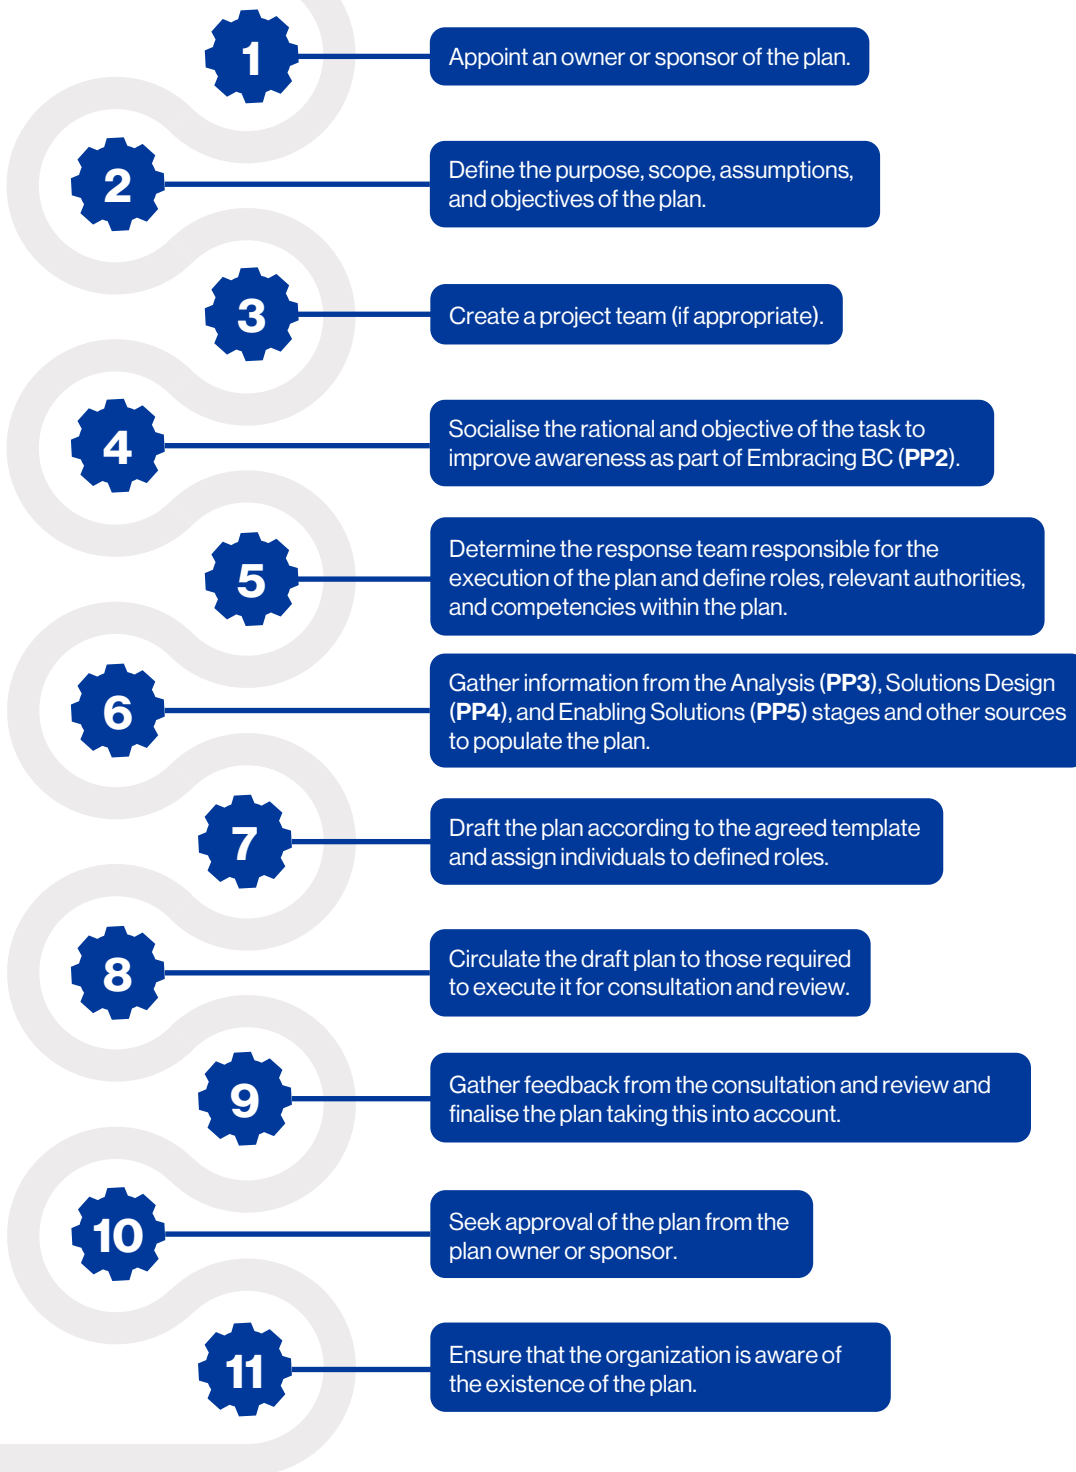 1
Appoint an owner or sponsor of the plan.
2
Define the purpose, scope, assumptions,
and objectives of the plan.
3
Create a project team (if appropriate).
4
Socialise the rational and objective of the task to
improve awareness as part of Embracing BC (PP2).
5
Determine the response team responsible for the
execution of the plan and define roles, relevant authorities,
and competencies within the plan.
6
Gather information from the Analysis (PP3), Solutions Design
(PP4), and Enabling Solutions (PP5) stages and other sources
to populate the plan.
7
Draft the plan according to the agreed template
and assign individuals to defined roles.
8
Circulate the draft plan to those required
to execute it for consultation and review.
9
Gather feedback from the consultation and review and
finalise the plan taking this into account.
10
Seek approval of the plan from the
plan owner or sponsor.
11
Ensure that the organization is aware of
the existence of the plan.